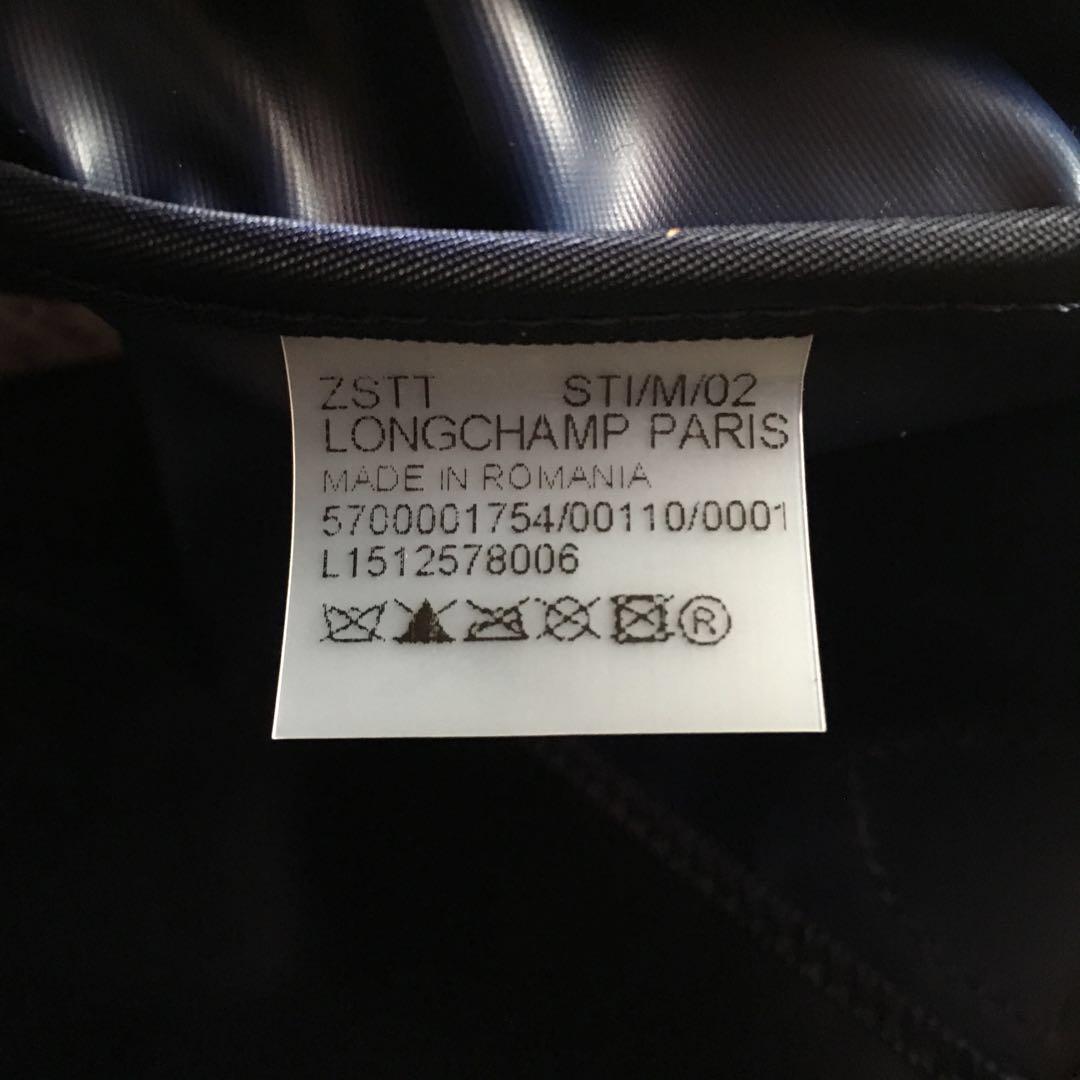 ZSTT STI/M/02
LONGCHAMP PARIS
MADE IN ROMANIA
5700001754/00110/0001
L1512578006
®